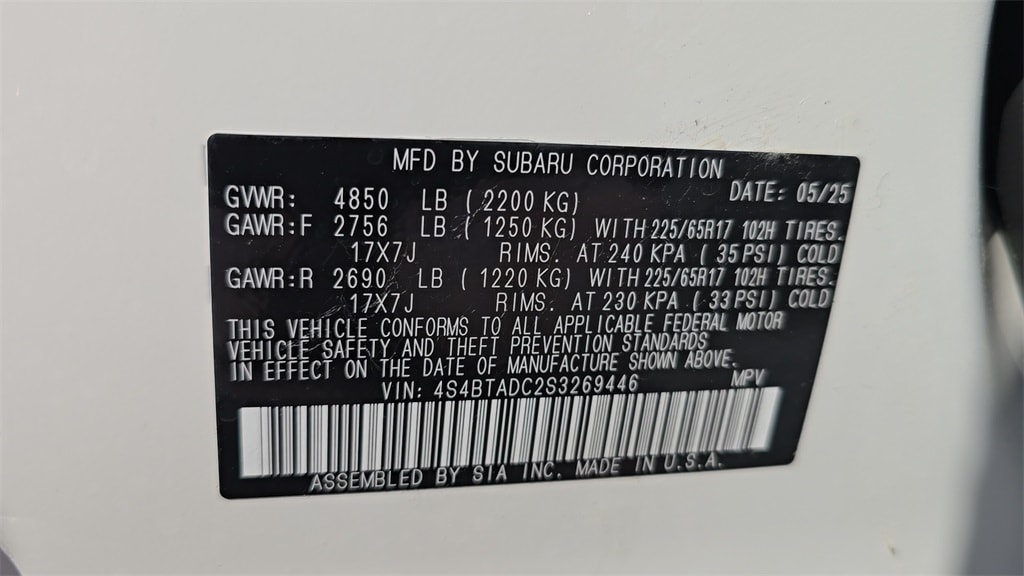 MFD BY SUBARU CORPORATION
GVWR: 4850 LB (2200 KG) DATE: 05/25
GAWR:F 2756 LB (1250 KG) WITH 225/65R17 102H TIRES.
17X7J RIMS. AT 240 KPA (35 PSI) COLD
GAWR:R 2690 LB (1220 KG) WITH 225/65R17 102H TIRES.
17X7J RIMS. AT 230 KPA (33 PSI) COLD
THIS VEHICLE CONFORMS TO ALL APPLICABLE FEDERAL MOTOR
VEHICLE SAFETY AND THEFT PREVENTION STANDARDS
IN EFFECT ON THE DATE OF MANUFACTURE SHOWN ABOVE.
VIN: 4S4BTADC2S3269446 MPV
ASSEMBLED BY SIA INC. MADE IN U.S.A.